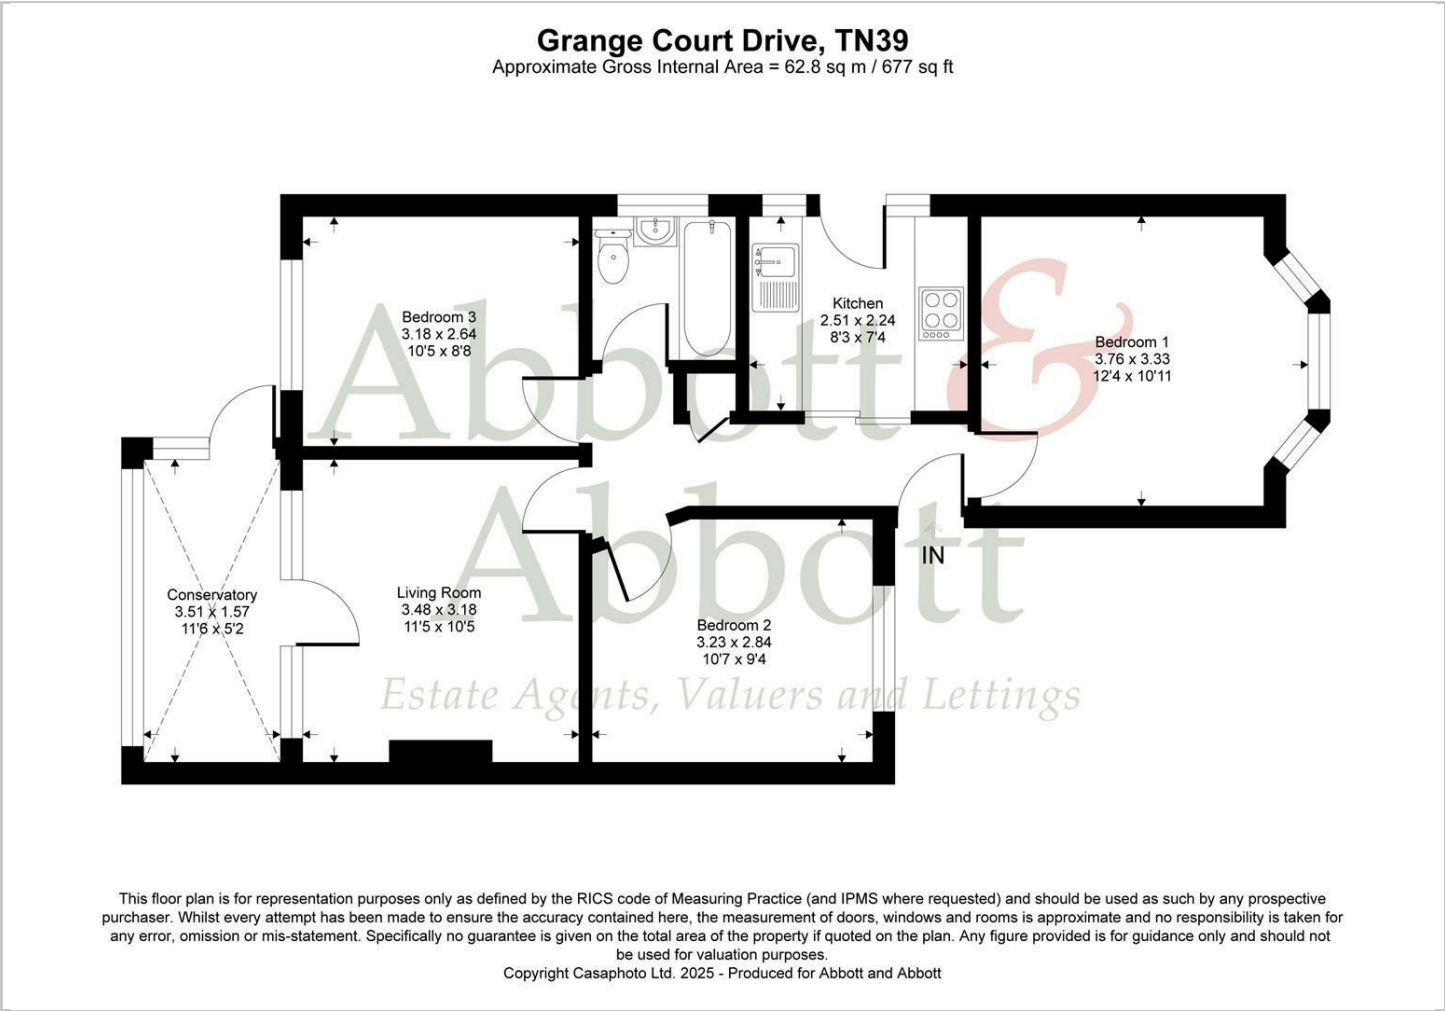 Grange Court Drive, TN39
Approximate Gross Internal Area = 62.8 sq m / 677 sq ft
Bedroom 3
3.18 x 2.64
10'5 x 8'8
Kitchen
2.51 x 2.24
8'3 x 7'4
Bedroom 1
3.76 x 3.33
12'4 x 10'11
Abbott &
Abbott
Estate Agents, Valuers and Lettings
IN
Conservatory
3.51 x 1.57
11'6 x 5'2
Living Room
3.48 x 3.18
11'5 x 10'5
Bedroom 2
3.23 x 2.84
10'7 x 9'4
This floor plan is for representation purposes only as defined by the RICS code of Measuring Practice (and IPMS where requested) and should be used as such by any prospective
purchaser. Whilst every attempt has been made to ensure the accuracy contained here, the measurement of doors, windows and rooms is approximate and no responsibility is taken for
any error, omission or mis-statement. Specifically no guarantee is given on the total area of the property if quoted on the plan. Any figure provided is for guidance only and should not
be used for valuation purposes.
Copyright Casaphoto Ltd. 2025 - Produced for Abbott and Abbott